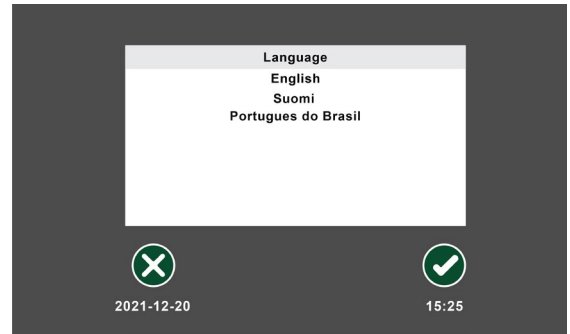 Language
English
Suomi
Portugues do Brasil
2021-12-20
15:25